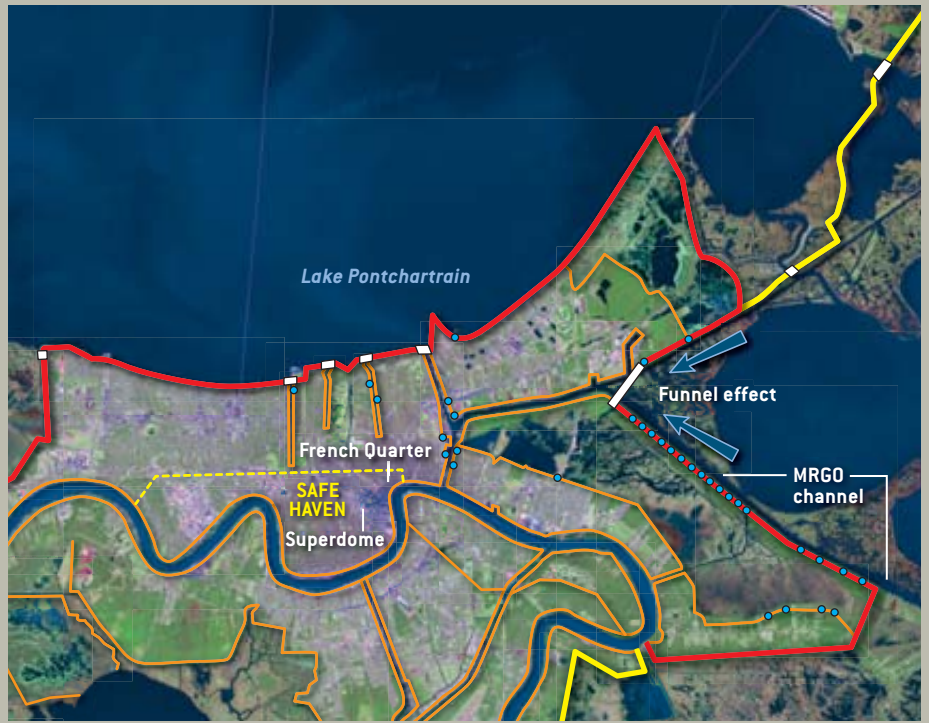 Lake Pontchartrain
Funnel effect
French Quarter
MRGO
channel
SAFE
HAVEN
Superdome